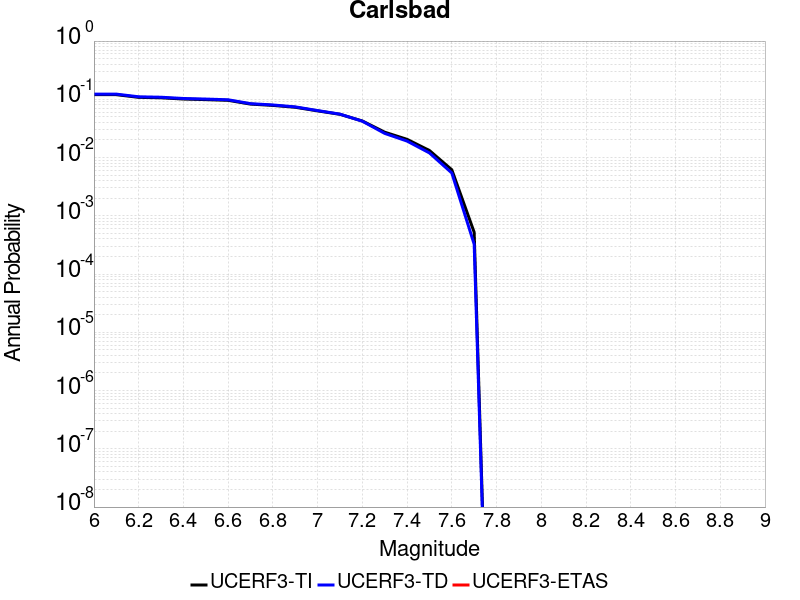 Carlsbad
Annual Probability
10^0
10^-1
10^-2
10^-3
10^-4
10^-5
10^-6
10^-7
10^-8
6 6.2 6.4 6.6 6.8 7 7.2 7.4 7.6 7.8 8 8.2 8.4 8.6 8.8 9
Magnitude
UCERF3-TI UCERF3-TD UCERF3-ETAS